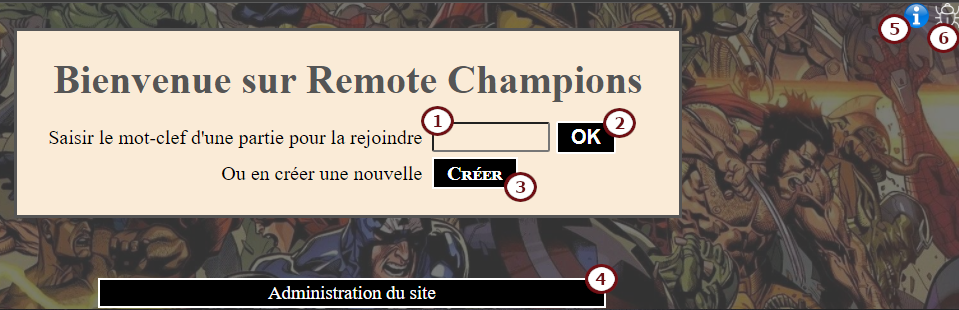 5
i
6
Bienvenue sur Remote Champions
1
2
Saisir le mot-clef d'une partie pour la rejoindre OK
Ou en créer une nouvelle Créer
3
4
Administration du site